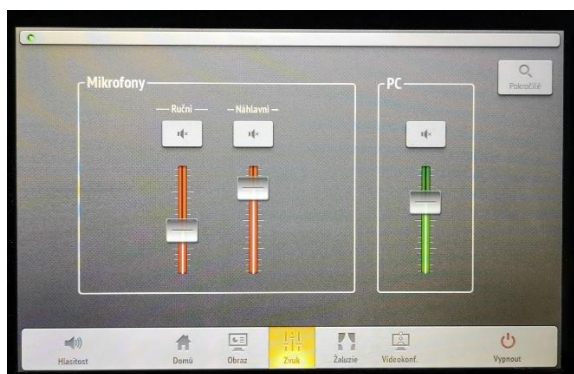 Mikrofony
PC
Pokročilé
Ruční
Náhlavní
Hlasitost
Domů
Obraz
Zvuk
Žaluzie
Videokonf.
Vypnout